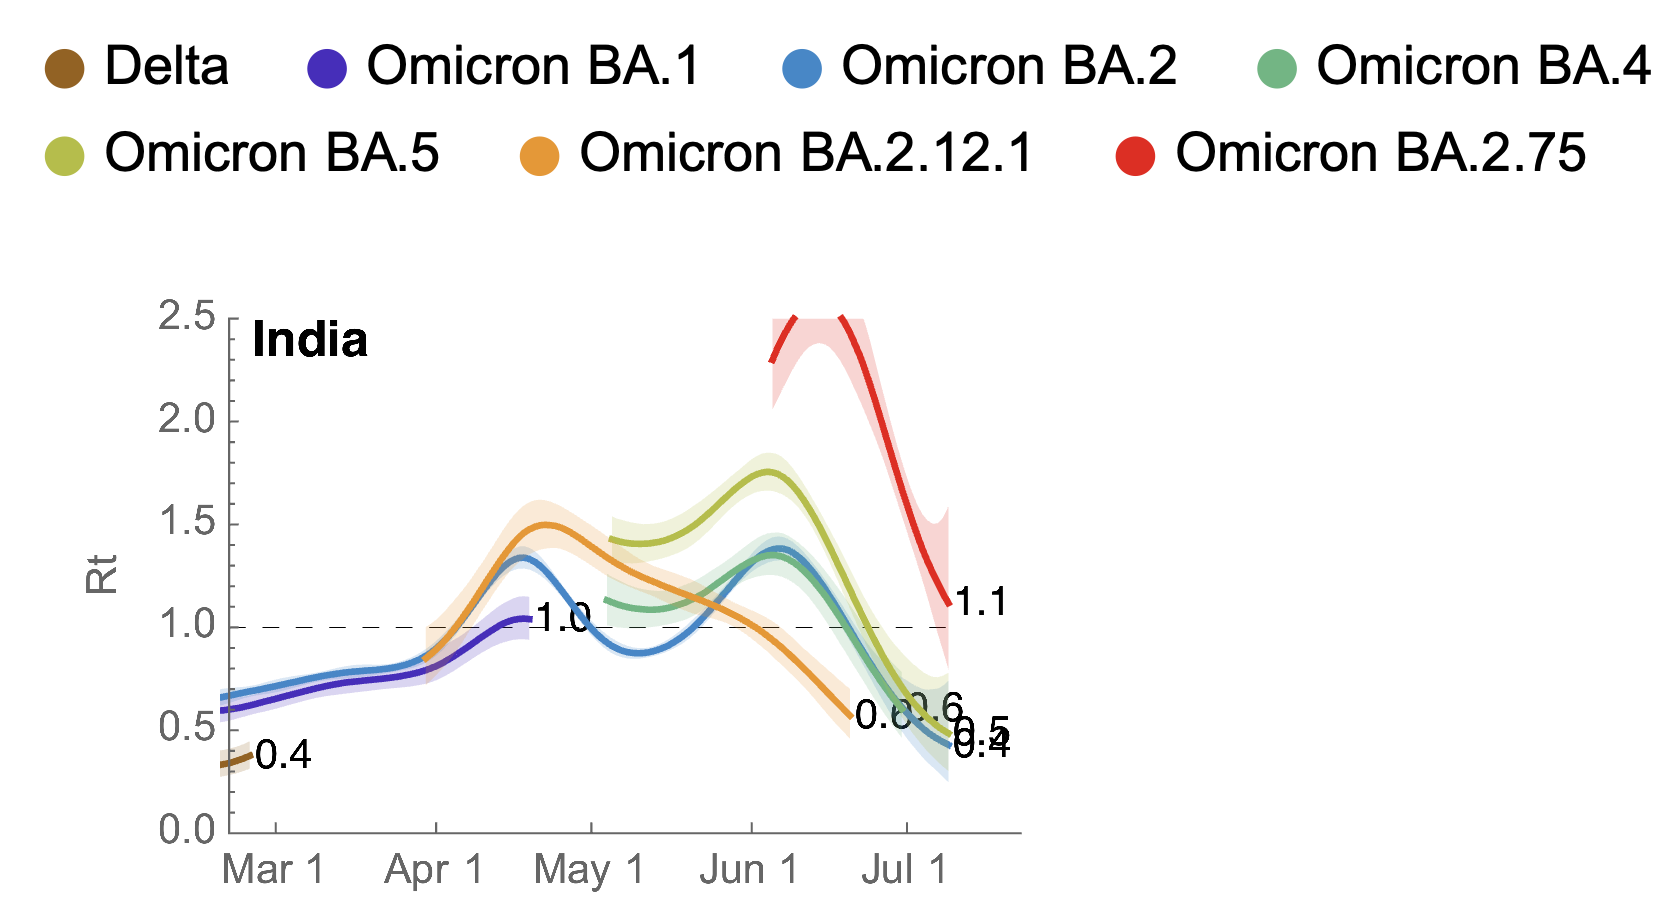 Delta Omicron BA.1 Omicron BA.2 Omicron BA.4
Omicron BA.5 Omicron BA.2.12.1 Omicron BA.2.75
India
Rt
2.5
2.0
1.5
1.0
0.5
0.0
1.1
1.0
0.6
0.6
0.5
0.4
0.4
Mar 1 Apr 1 May 1 Jun 1 Jul 1